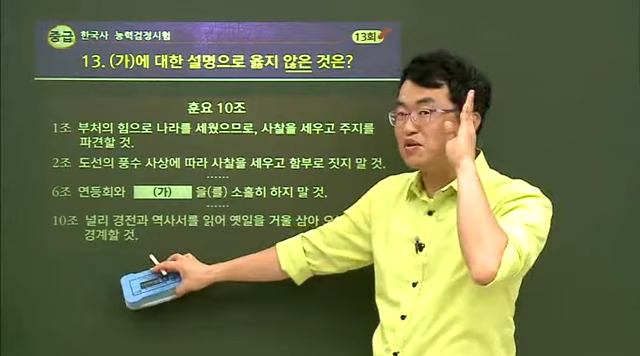 중급 한국사 능력검정시험 13회
13. (가)에 대한 설명으로 옳지 않은 것은?
훈요 10조
1조 부처의 힘으로 나라를 세웠으므로, 사찰을 세우고 주지를
파견할 것.
2조 도선의 풍수 사상에 따라 사찰을 세우고 함부로 짓지 말 것.
6조 연등회와 (가) 을(를) 소홀히 하지 말 것.
10조 널리 경전과 역사서를 읽어 옛일을 거울 삼아
경계할 것.